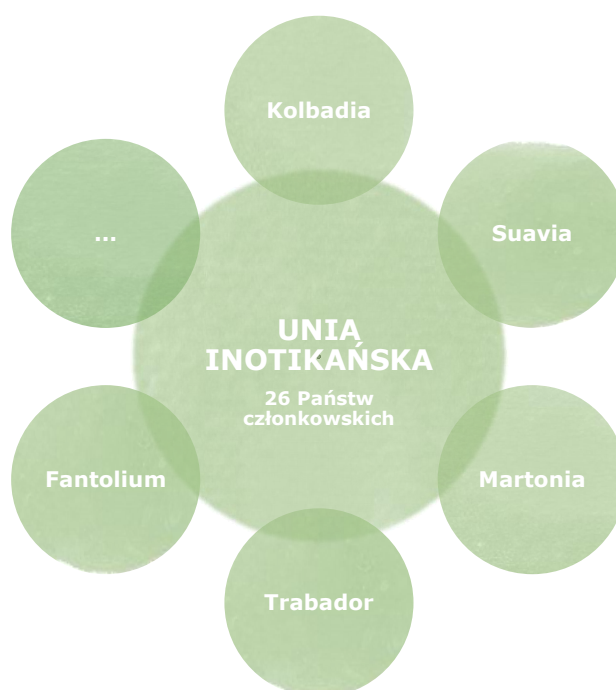 Kolbadia
...
Suavia
UNIA
INOTIKAŃSKA
26 Państw
członkowskich
Fantolium
Martonia
Trabador